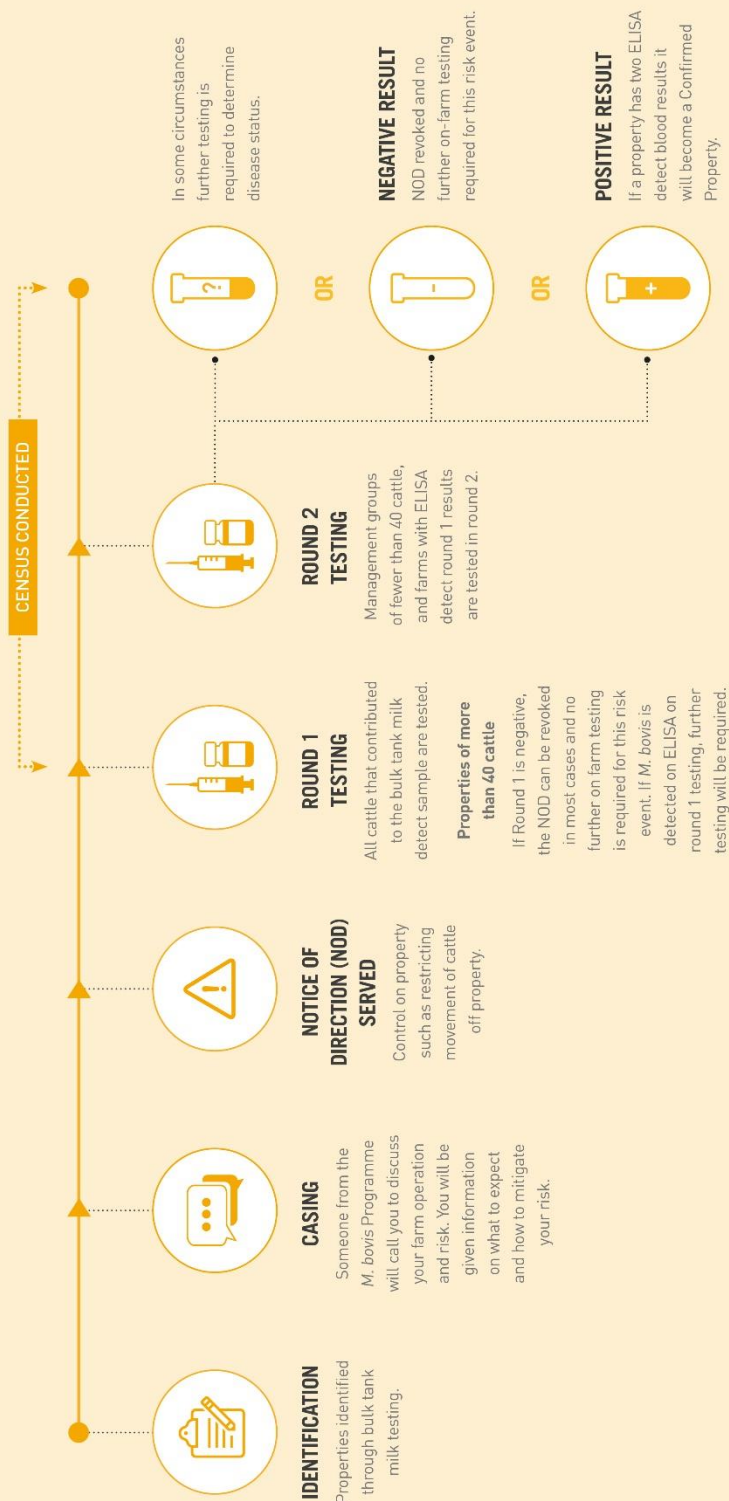 CENSUS CONDUCTED
IDENTIFICATION
Properties identified
through bulk tank
milk testing.
CASING
Someone from the
M. bovis Programme
will call you to discuss
your farm operation
and risk. You will be
given information
on what to expect
and how to mitigate
your risk.
NOTICE OF
DIRECTION (NOD)
SERVED
Control on property
such as restricting
movement of cattle
off property.
ROUND 1
TESTING
All cattle that contributed
to the bulk tank milk
detect sample are tested.
Properties of more
than 40 cattle
If Round 1 is negative,
the NOD can be revoked
in most cases and no
further on farm testing
is required for this risk
event. If M. bovis is
detected on ELISA on
round 1 testing, further
testing will be required.
ROUND 2
TESTING
Management groups
of fewer than 40 cattle,
and farms with ELISA
detect round 1 results
are tested in round 2.
?
In some circumstances
further testing is
required to determine
disease status.
OR
-
NEGATIVE RESULT
NOD revoked and no
further on-farm testing
required for this risk event.
OR
+
POSITIVE RESULT
If a property has two ELISA
detect blood results it
will become a Confirmed
Property.